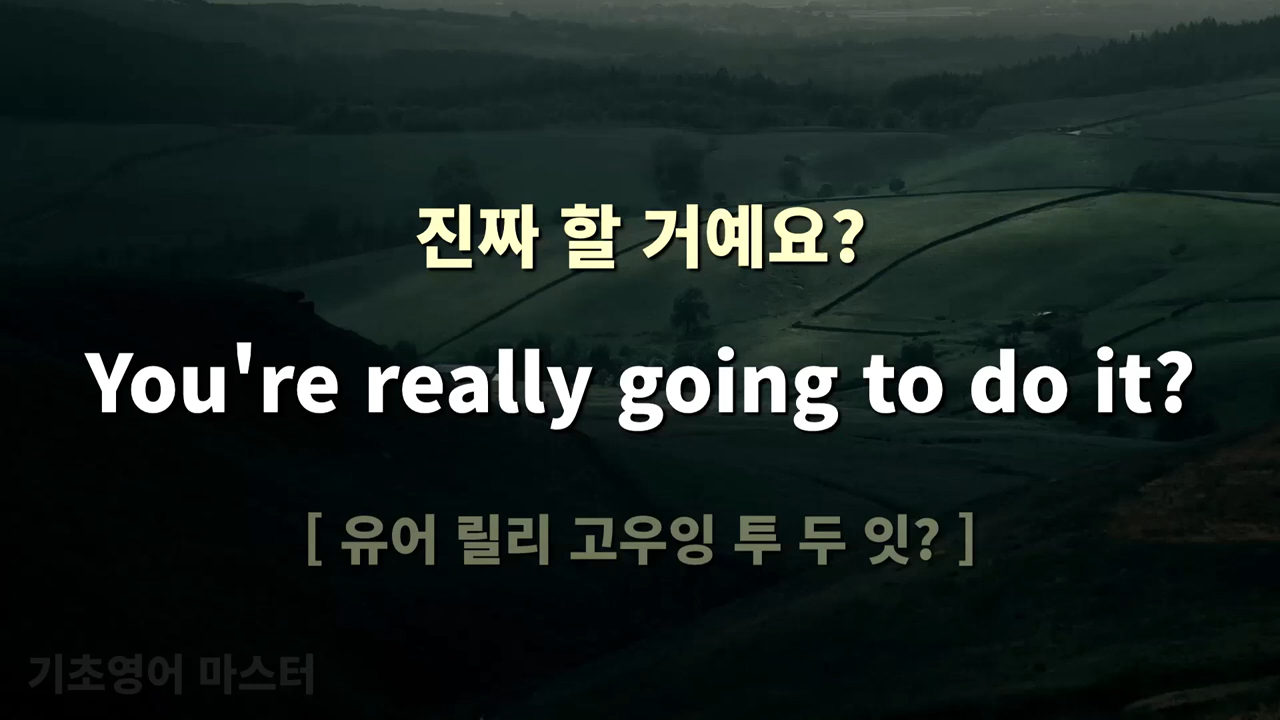 진짜 할 거예요?
You're really going to do it?
[ 유어 릴리 고우잉 투 두 잇? ]
기초영어 마스터